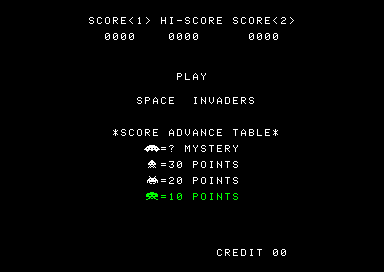 SCORE<1> HI-SCORE SCORE<2>
0000 0000 0000
PLAY
SPACE INVADERS
*SCORE ADVANCE TABLE*
=? MYSTERY
=30 POINTS
=20 POINTS
=10 POINTS
CREDIT 00